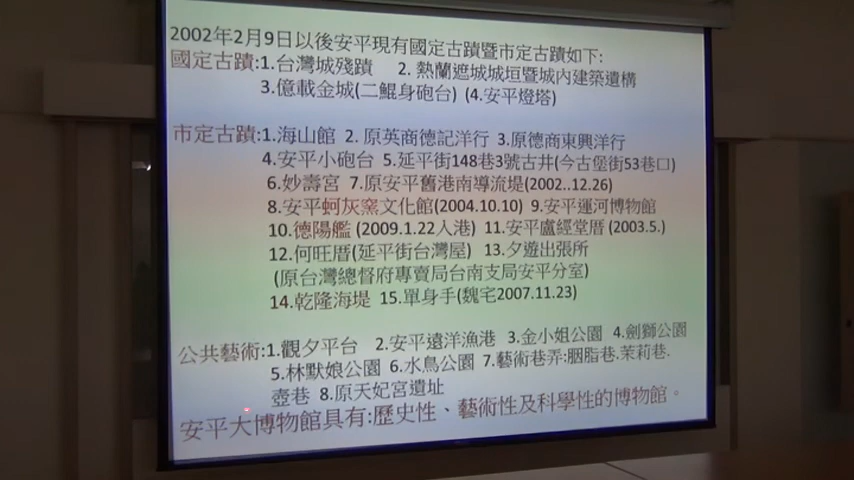 2002年2月9日以後安平現有國定古蹟暨市定古蹟如下:
國定古蹟:1.台灣城殘蹟 2. 熱蘭遮城城垣暨城內建築遺構
3.億載金城(二鯤身砲台) (4.安平燈塔)
市定古蹟:1.海山館 2. 原英商德記洋行 3.原德商東興洋行
4.安平小砲台 5.延平街148巷3號古井(今古堡街53巷口)
6.妙壽宮 7.原安平舊港南導流堤(2002..12.26)
8.安平蚵灰窯文化館(2004.10.10) 9.安平運河博物館
10.德陽艦 (2009.1.22入港) 11.安平盧經堂厝 (2003.5.)
12.何旺厝(延平街台灣屋) 13.夕遊出張所
(原台灣總督府專賣局台南支局安平分室)
14.乾隆海堤 15.單身手(魏宅2007.11.23)
公共藝術:1.觀夕平台 2.安平遠洋漁港 3.金小姐公園 4.劍獅公園
5.林默娘公園 6.水鳥公園 7.藝術巷弄:胭脂巷.茉莉巷.
壺巷 8.原天妃宮遺址
安平大博物館具有:歷史性、藝術性及科學性的博物館。